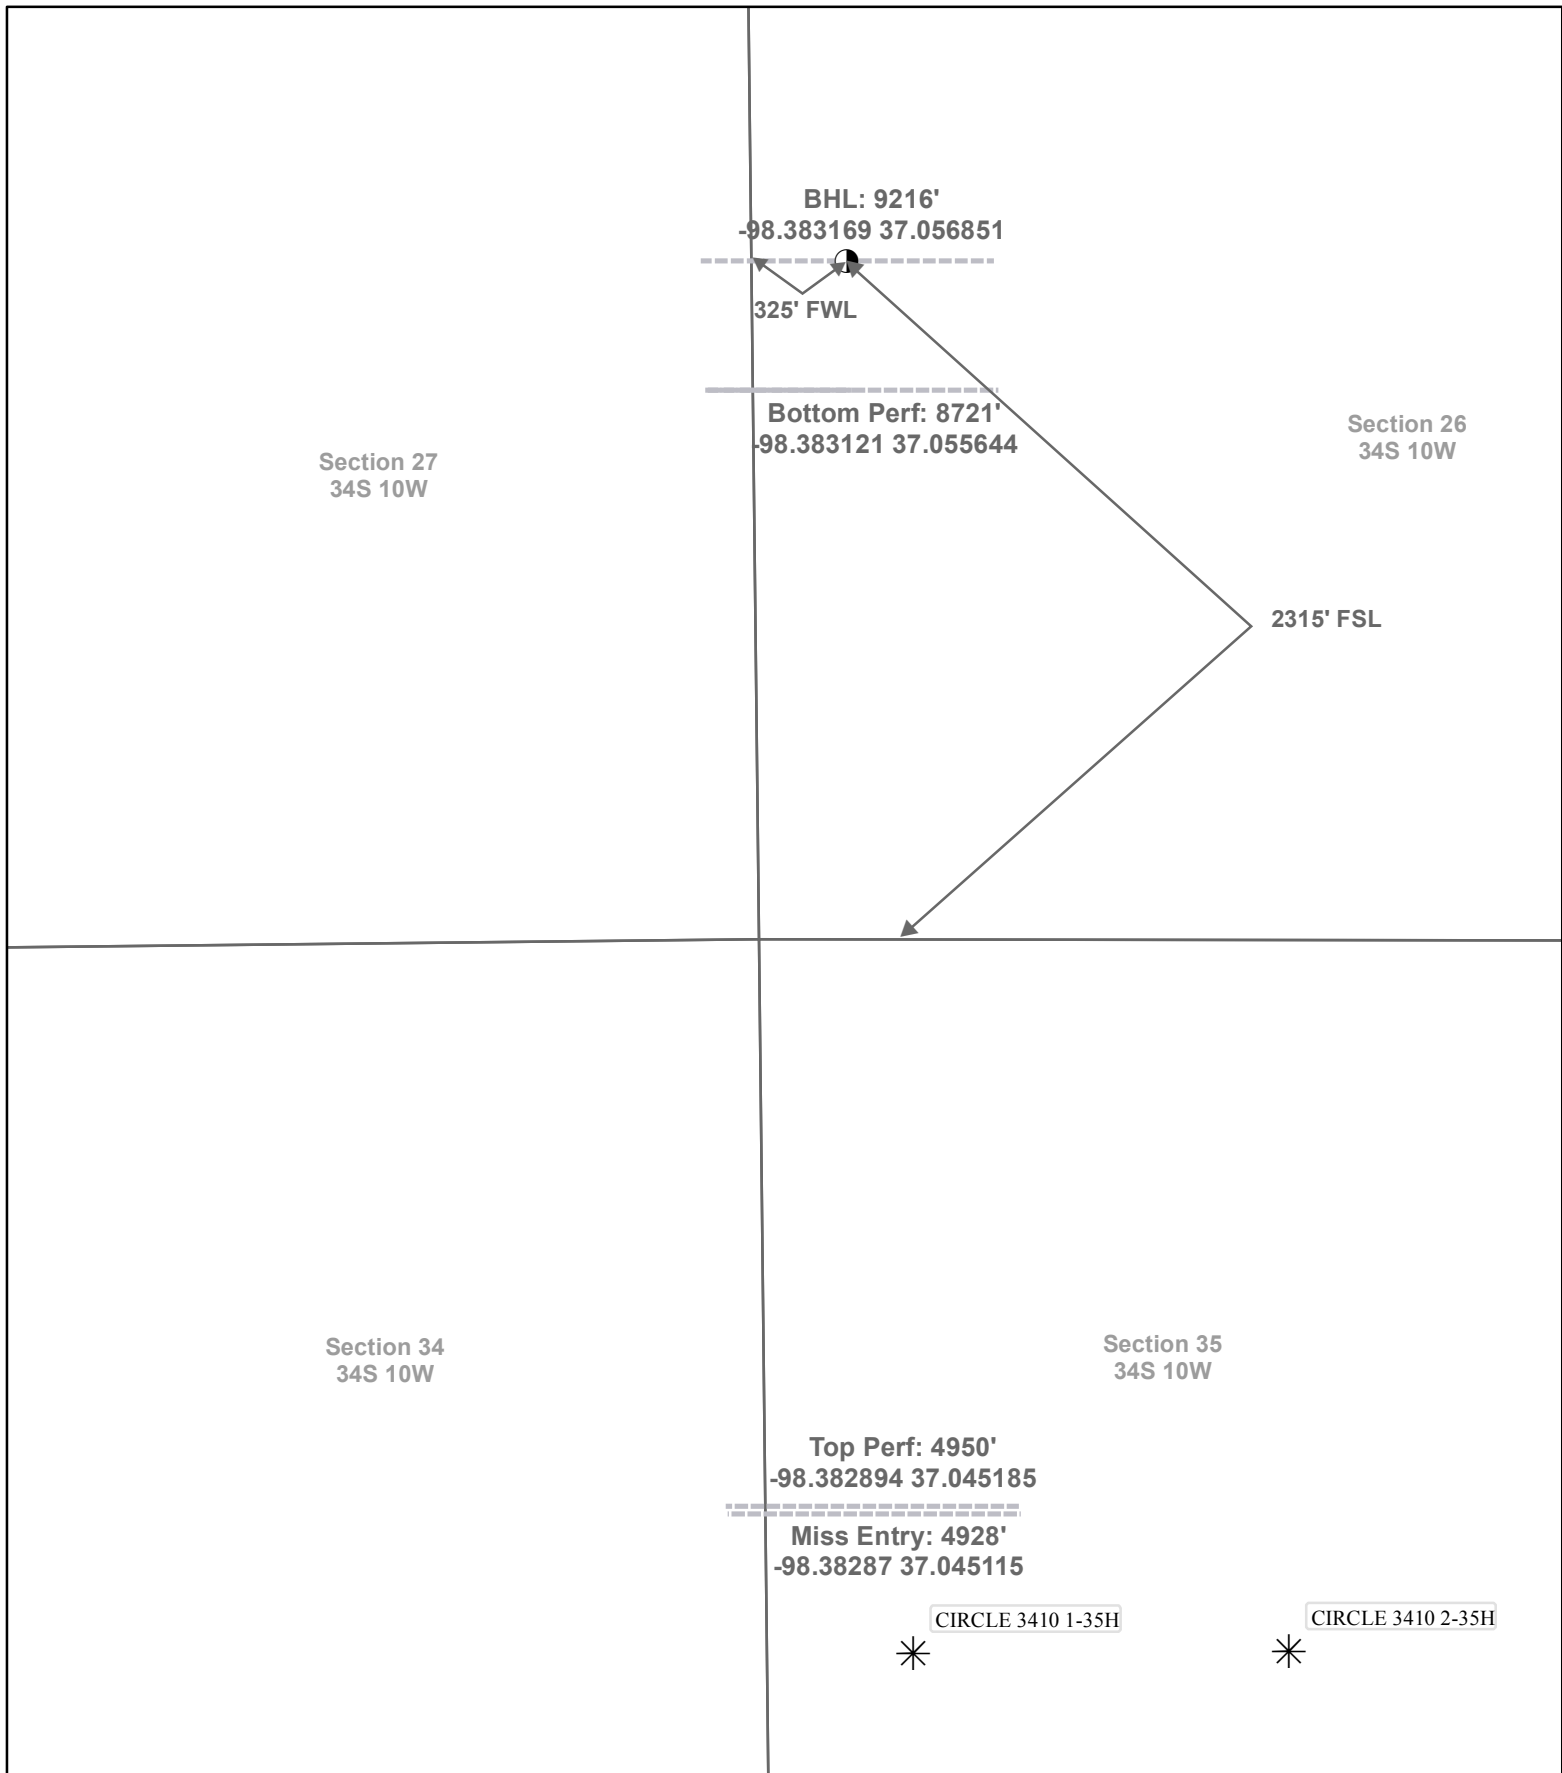 BHL: 9216'
-98.383169 37.056851
325' FWL
Bottom Perf: 8721'
-98.383121 37.055644
Section 26
34S 10W
Section 27
34S 10W
2315' FSL
Section 34
34S 10W
Section 35
34S 10W
Top Perf: 4950'
-98.382894 37.045185
Miss Entry: 4928'
-98.38287 37.045115
CIRCLE 3410 1-35H
CIRCLE 3410 2-35H